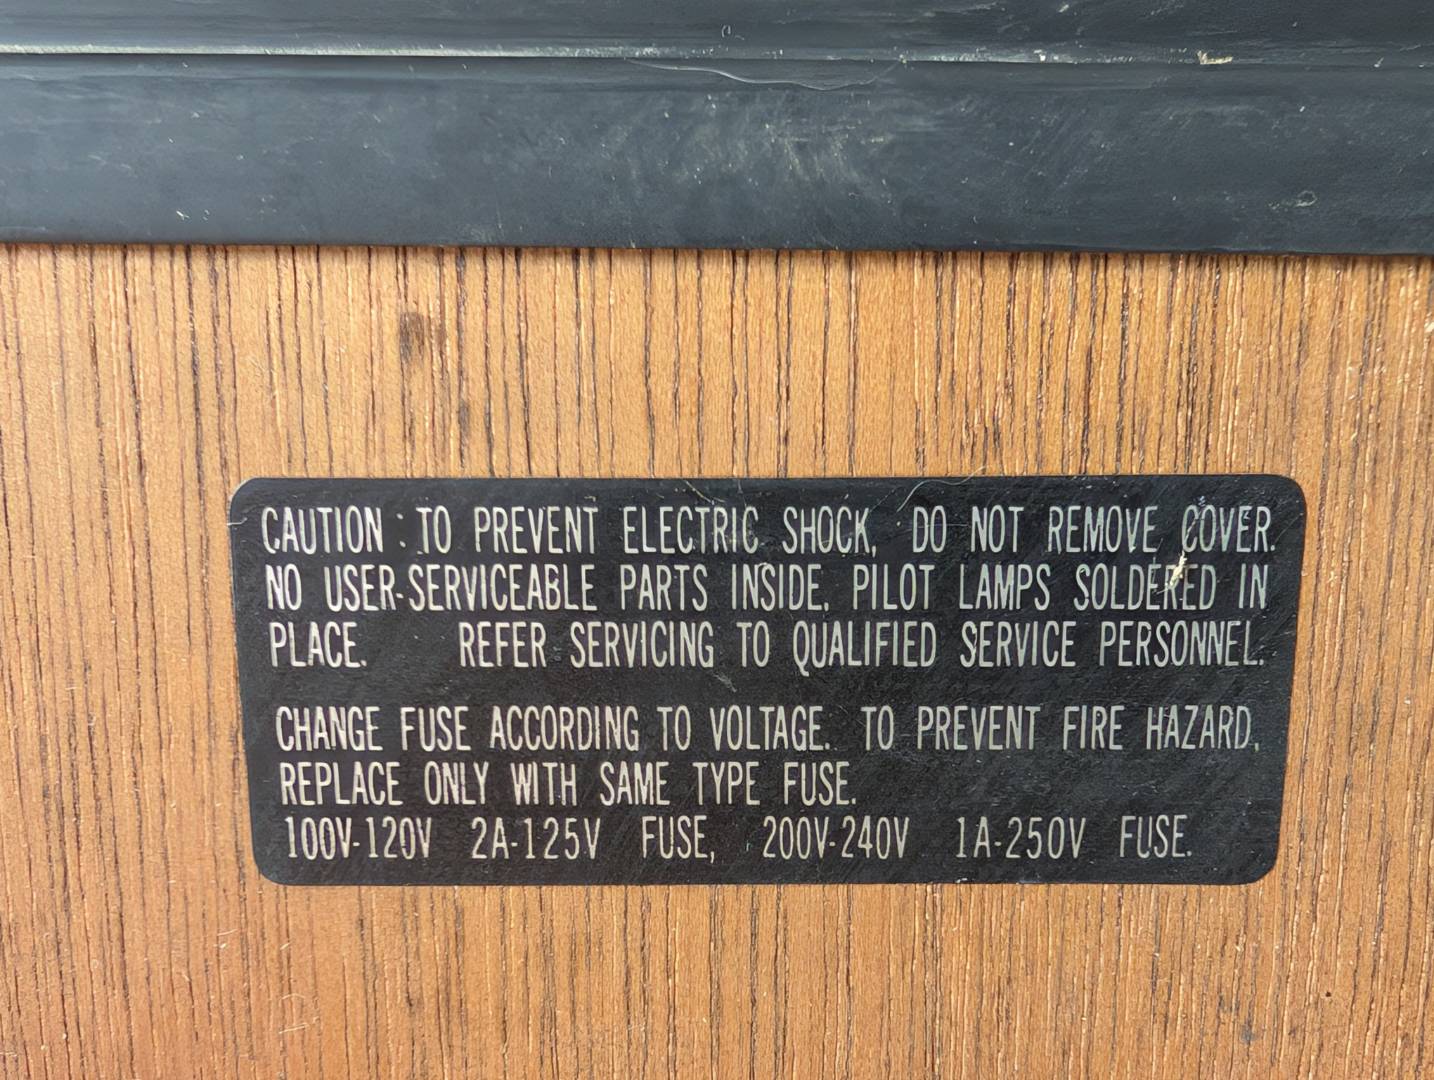 CAUTION : TO PREVENT ELECTRIC SHOCK, DO NOT REMOVE COVER.
NO USER-SERVICEABLE PARTS INSIDE. PILOT LAMPS SOLDERED IN
PLACE. REFER SERVICING TO QUALIFIED SERVICE PERSONNEL.
CHANGE FUSE ACCORDING TO VOLTAGE. TO PREVENT FIRE HAZARD,
REPLACE ONLY WITH SAME TYPE FUSE.
100V-120V 2A-125V FUSE, 200V-240V 1A-250V FUSE.